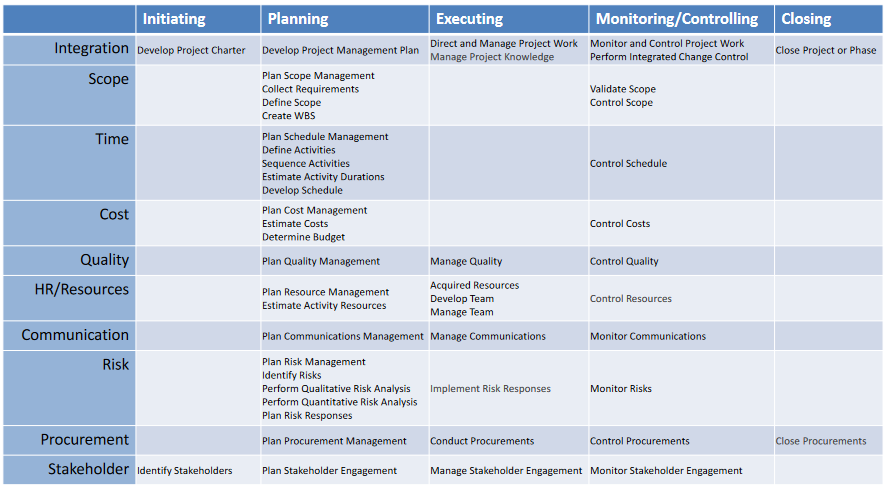 Initiating Planning Executing Monitoring/Controlling Closing
Integration Develop Project Charter Develop Project Management Plan Direct and Manage Project Work Monitor and Control Project Work Close Project or Phase
Manage Project Knowledge Perform Integrated Change Control
Scope Plan Scope Management
Collect Requirements Validate Scope
Define Scope Control Scope
Create WBS
Time Plan Schedule Management
Define Activities
Sequence Activities Control Schedule
Estimate Activity Durations
Develop Schedule
Cost Plan Cost Management
Estimate Costs Control Costs
Determine Budget
Quality Plan Quality Management Manage Quality Control Quality
HR/Resources Acquired Resources
Plan Resource Management Develop Team Control Resources
Estimate Activity Resources Manage Team
Communication Plan Communications Management Manage Communications Monitor Communications
Risk Plan Risk Management
Identify Risks
Perform Qualitative Risk Analysis Implement Risk Responses Monitor Risks
Perform Quantitative Risk Analysis
Plan Risk Responses
Procurement Plan Procurement Management Conduct Procurements Control Procurements Close Procurements
Stakeholder Identify Stakeholders Plan Stakeholder Engagement Manage Stakeholder Engagement Monitor Stakeholder Engagement